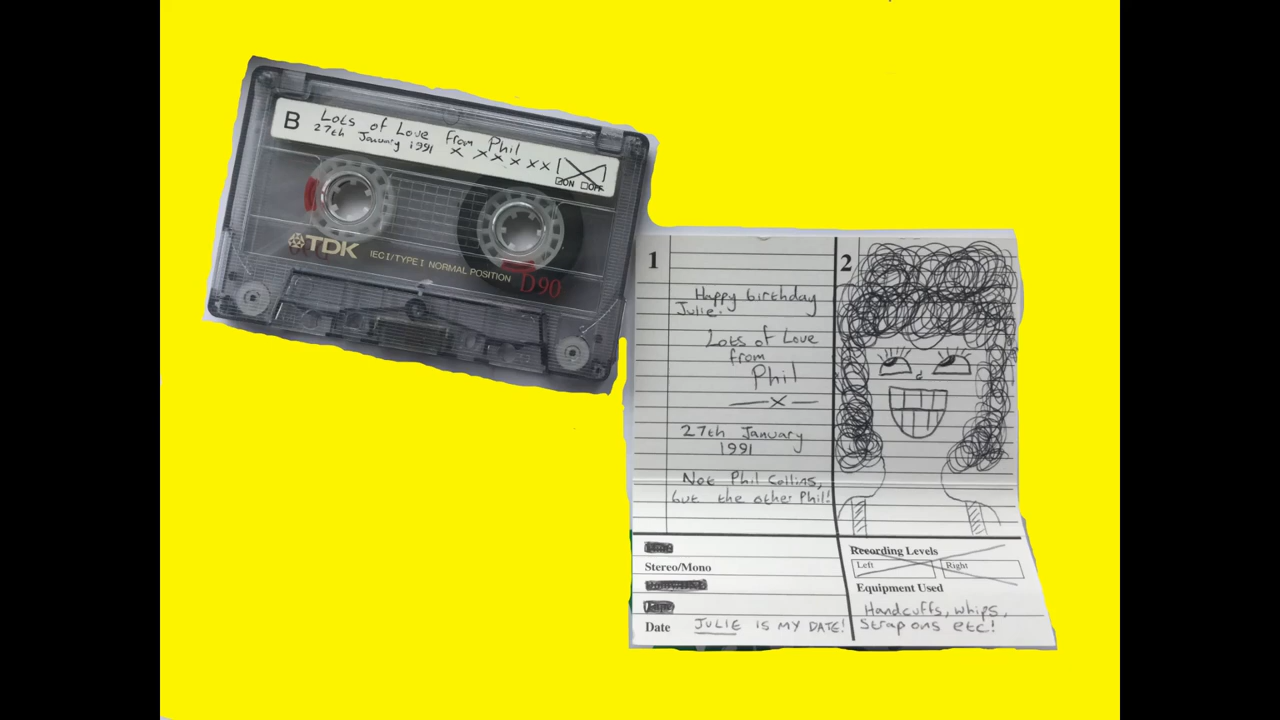 B
Lots of Love from Phil
27th January 1991 x x x x x x
ON OFF
TDK
IEC I/TYPE I NORMAL POSITION
D90
1
Happy birthday
Julie.
Lots of Love
from
Phil
x
27th January
1991
Not Phil Collins,
but the other Phil!
2
Stereo/Mono
Date JULIE IS MY DATE!
Recording Levels
Left Right
Equipment Used
Handcuffs, whips,
Strap ons etc!